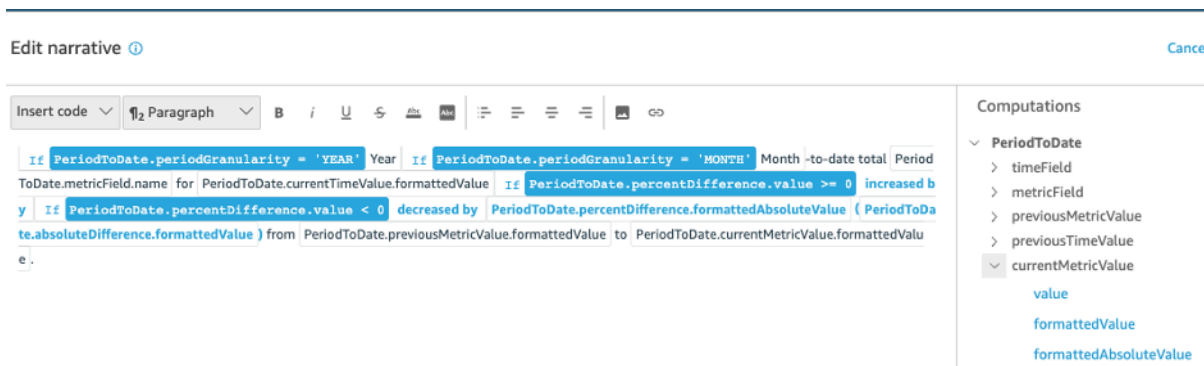 Edit narrative
Cance
Insert code
¶2 Paragraph
B i U S Abc Abc
Computations
If PeriodToDate.periodGranularity = 'YEAR' Year If PeriodToDate.periodGranularity = 'MONTH' Month -to-date total Period
ToDate.metricField.name for PeriodToDate.currentTimeValue.formattedValue If PeriodToDate.percentDifference.value >= 0 increased b
y If PeriodToDate.percentDifference.value < 0 decreased by PeriodToDate.percentDifference.formattedAbsoluteValue ( PeriodToDa
te.absoluteDifference.formattedValue ) from PeriodToDate.previousMetricValue.formattedValue to PeriodToDate.currentMetricValue.formattedValu
e .
PeriodToDate
timeField
metricField
previousMetricValue
previousTimeValue
currentMetricValue
value
formattedValue
formattedAbsoluteValue